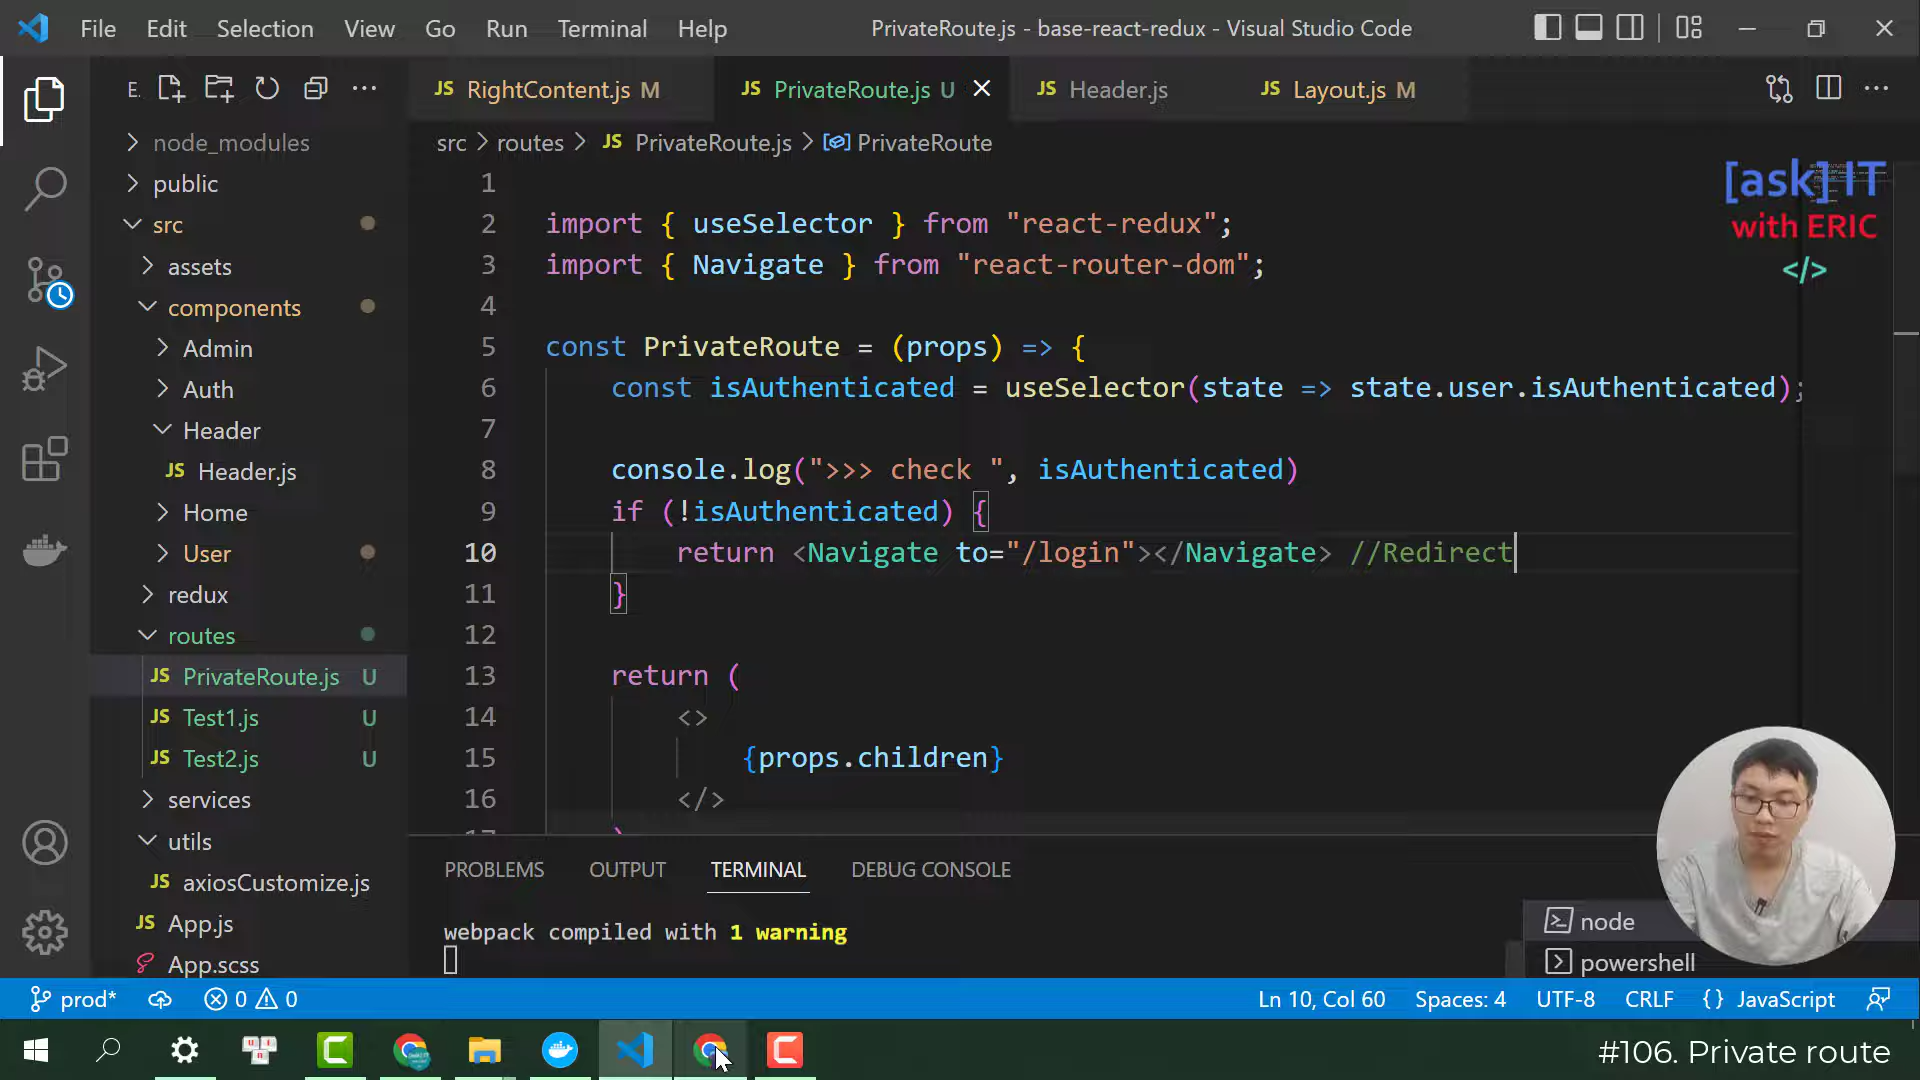 File Edit Selection View Go Run Terminal Help
PrivateRoute.js - base-react-redux - Visual Studio Code
E.
RightContent.js M
PrivateRoute.js U
Header.js
Layout.js M
src > routes > JS PrivateRoute.js > PrivateRoute
node_modules
public
src
assets
components
Admin
Auth
Header
JS Header.js
Home
User
redux
routes
JS PrivateRoute.js U
JS Test1.js U
JS Test2.js U
services
utils
JS axiosCustomize.js
JS App.js
App.scss
1
2 import { useSelector } from "react-redux";
3 import { Navigate } from "react-router-dom";
4
5 const PrivateRoute = (props) => {
6 const isAuthenticated = useSelector(state => state.user.isAuthenticated);
7
8 console.log(">>> check ", isAuthenticated)
9 if (!isAuthenticated) {
10 return <Navigate to="/login"></Navigate> //Redirect
11 }
12
13 return (
14 <>
15 {props.children}
16 </>
17 )
[ask] IT
with ERIC
</>
PROBLEMS OUTPUT TERMINAL DEBUG CONSOLE
webpack compiled with 1 warning
node
powershell
prod* 0 0
Ln 10, Col 60 Spaces: 4 UTF-8 CRLF {} JavaScript
#106. Private route